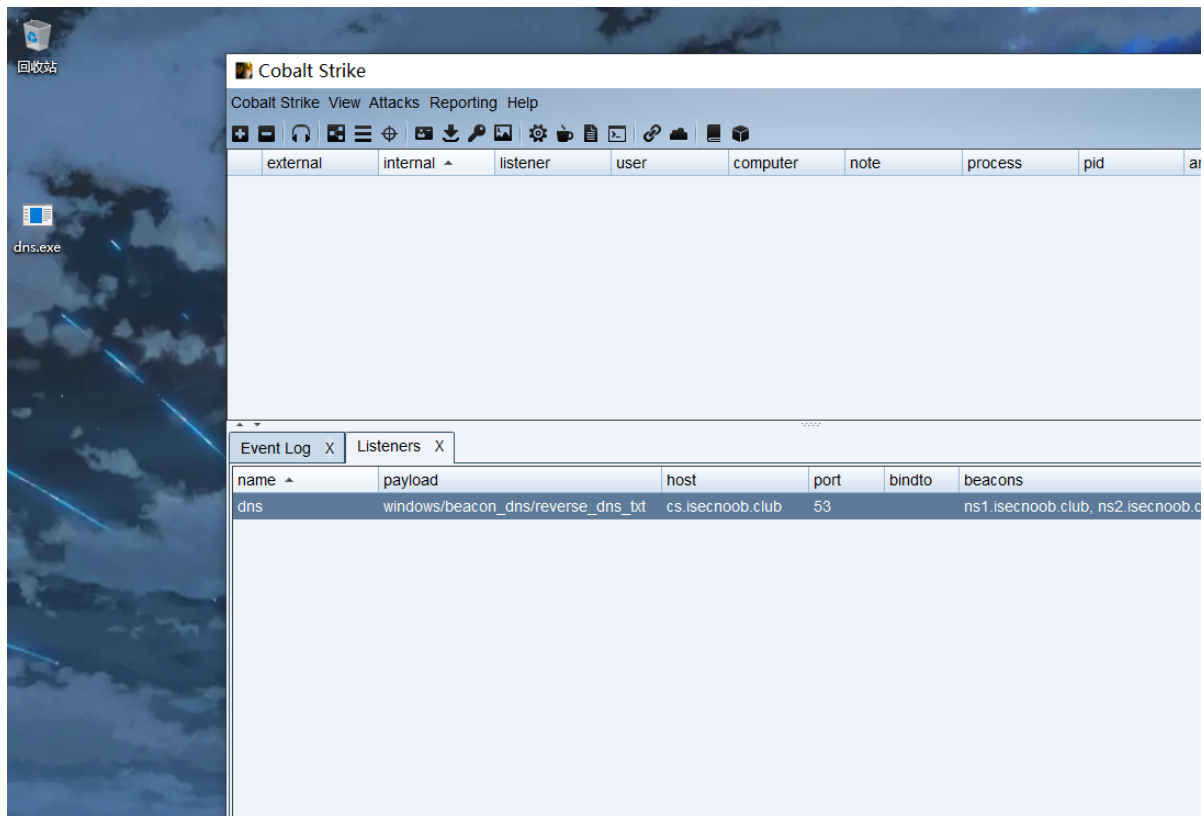 回收站
dns.exe
Cobalt Strike
Cobalt Strike View Attacks Reporting Help
external internal listener user computer note process pid
Event Log X Listeners X
name payload host port bindto beacons
dns windows/beacon_dns/reverse_dns_txt cs.isecnoob.club 53 ns1.isecnoob.club, ns2.isecnoob.c